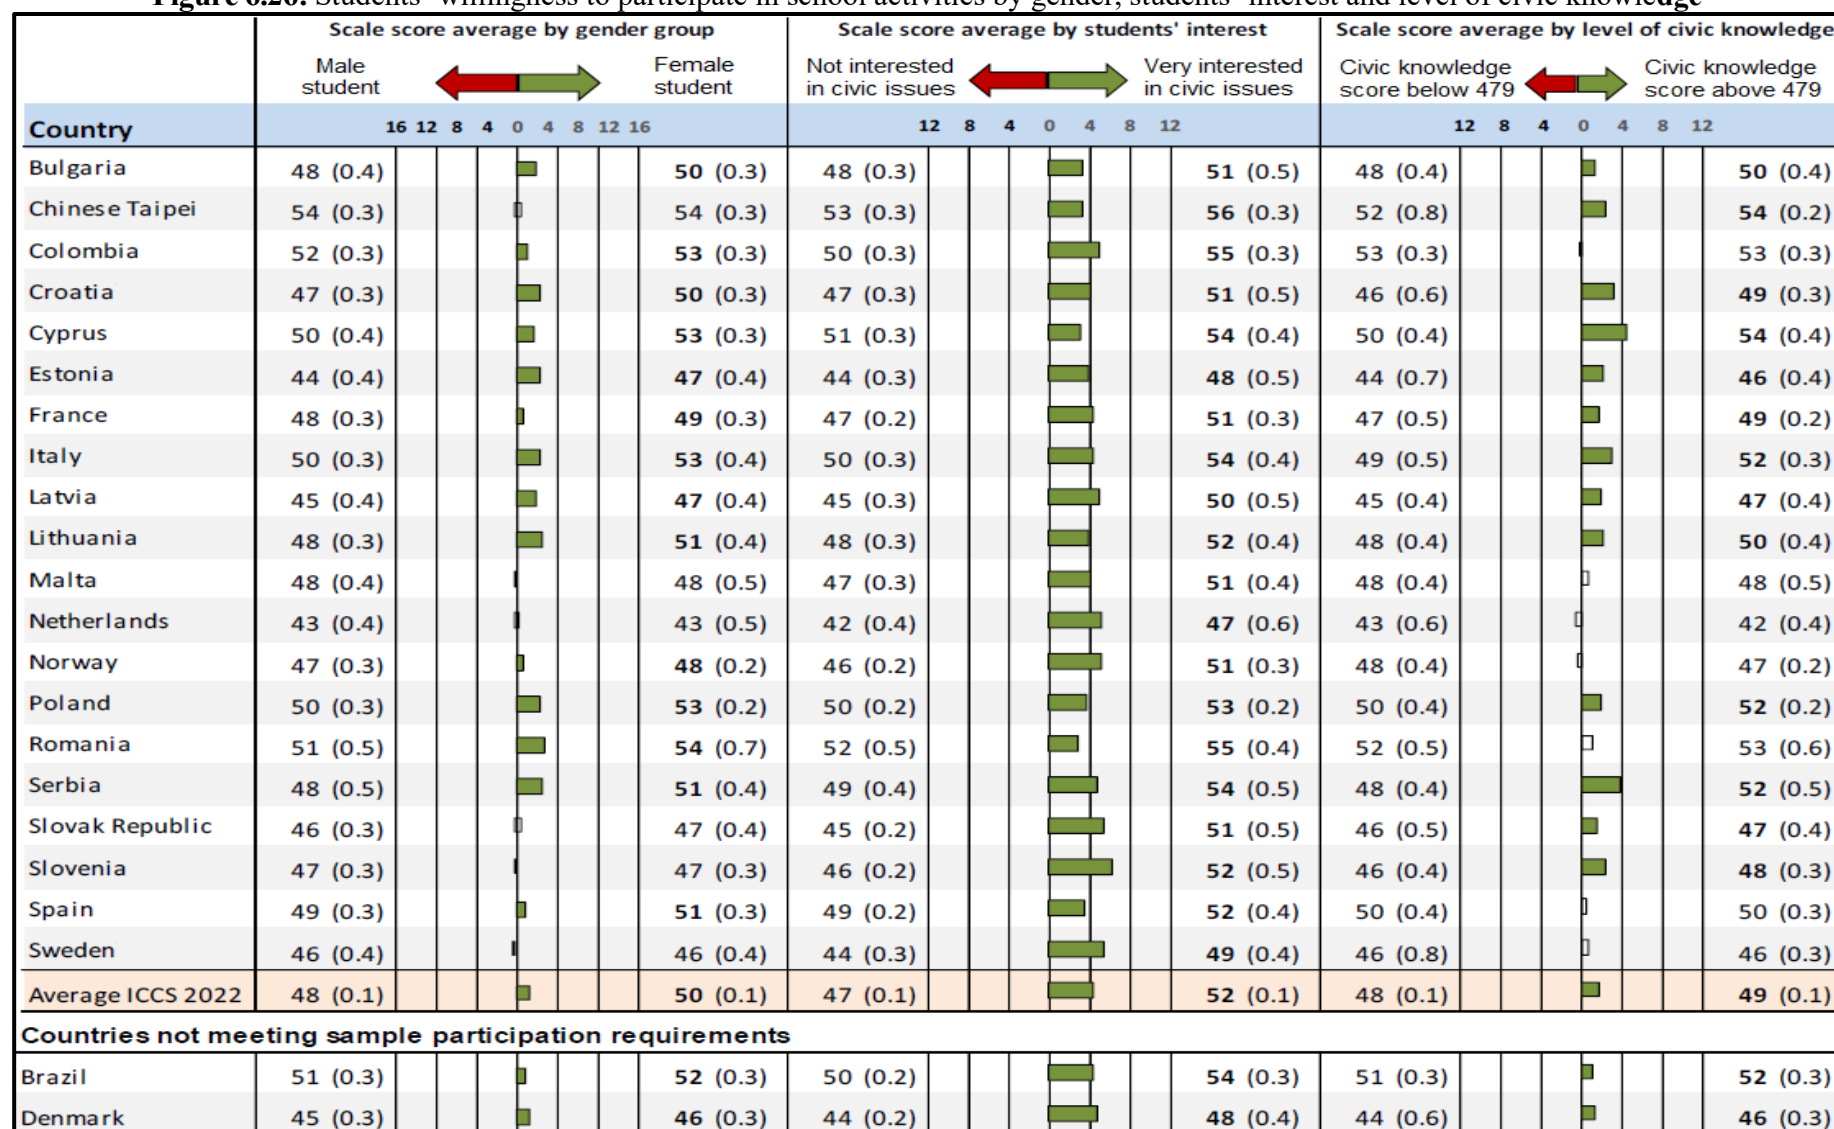 Figure 6.20: Students' willingness to participate in school activities by gender, students' interest and level of civic knowledge
Scale score average by gender group Scale score average by students' interest Scale score average by level of civic knowledge
Male student Female student Not interested in civic issues Very interested in civic issues Civic knowledge score below 479 Civic knowledge score above 479
Country 16 12 8 4 0 4 8 12 16 12 8 4 0 4 8 12 12 8 4 0 4 8 12
Bulgaria 48 (0.4) 50 (0.3) 48 (0.3) 51 (0.5) 48 (0.4) 50 (0.4)
Chinese Taipei 54 (0.3) 54 (0.3) 53 (0.3) 56 (0.3) 52 (0.8) 54 (0.2)
Colombia 52 (0.3) 53 (0.3) 50 (0.3) 55 (0.3) 53 (0.3) 53 (0.3)
Croatia 47 (0.3) 50 (0.3) 47 (0.3) 51 (0.5) 46 (0.6) 49 (0.3)
Cyprus 50 (0.4) 53 (0.3) 51 (0.3) 54 (0.4) 50 (0.4) 54 (0.4)
Estonia 44 (0.4) 47 (0.4) 44 (0.3) 48 (0.5) 44 (0.7) 46 (0.4)
France 48 (0.3) 49 (0.3) 47 (0.2) 51 (0.3) 47 (0.5) 49 (0.2)
Italy 50 (0.3) 53 (0.4) 50 (0.3) 54 (0.4) 49 (0.5) 52 (0.3)
Latvia 45 (0.4) 47 (0.4) 45 (0.3) 50 (0.5) 45 (0.4) 47 (0.4)
Lithuania 48 (0.3) 51 (0.4) 48 (0.3) 52 (0.4) 48 (0.4) 50 (0.4)
Malta 48 (0.4) 48 (0.5) 47 (0.3) 51 (0.4) 48 (0.4) 48 (0.5)
Netherlands 43 (0.4) 43 (0.5) 42 (0.4) 47 (0.6) 43 (0.6) 42 (0.4)
Norway 47 (0.3) 48 (0.2) 46 (0.2) 51 (0.3) 48 (0.4) 47 (0.2)
Poland 50 (0.3) 53 (0.2) 50 (0.2) 53 (0.2) 50 (0.4) 52 (0.2)
Romania 51 (0.5) 54 (0.7) 52 (0.5) 55 (0.4) 52 (0.5) 53 (0.6)
Serbia 48 (0.5) 51 (0.4) 49 (0.4) 54 (0.5) 48 (0.4) 52 (0.5)
Slovak Republic 46 (0.3) 47 (0.4) 45 (0.2) 51 (0.5) 46 (0.5) 47 (0.4)
Slovenia 47 (0.3) 47 (0.3) 46 (0.2) 52 (0.5) 46 (0.4) 48 (0.3)
Spain 49 (0.3) 51 (0.3) 49 (0.2) 52 (0.4) 50 (0.4) 50 (0.3)
Sweden 46 (0.4) 46 (0.4) 44 (0.3) 49 (0.4) 46 (0.8) 46 (0.3)
Average ICCS 2022 48 (0.1) 50 (0.1) 47 (0.1) 52 (0.1) 48 (0.1) 49 (0.1)
Countries not meeting sample participation requirements
Brazil 51 (0.3) 52 (0.3) 50 (0.2) 54 (0.3) 51 (0.3) 52 (0.3)
Denmark 45 (0.3) 46 (0.3) 44 (0.2) 48 (0.4) 44 (0.6) 46 (0.3)